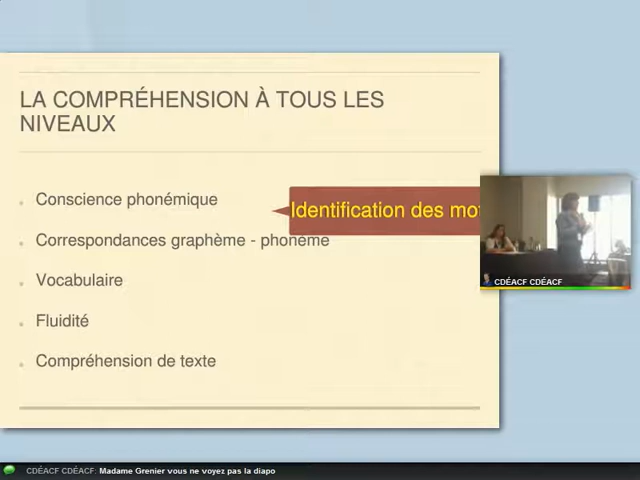 LA COMPRÉHENSION À TOUS LES
NIVEAUX
Conscience phonémique
Identification des mot
Correspondances graphème - phonème
Vocabulaire
Fluidité
Compréhension de texte
CDÉACF CDÉACF
CDÉACF CDÉACF: Madame Grenier vous ne voyez pas la diapo